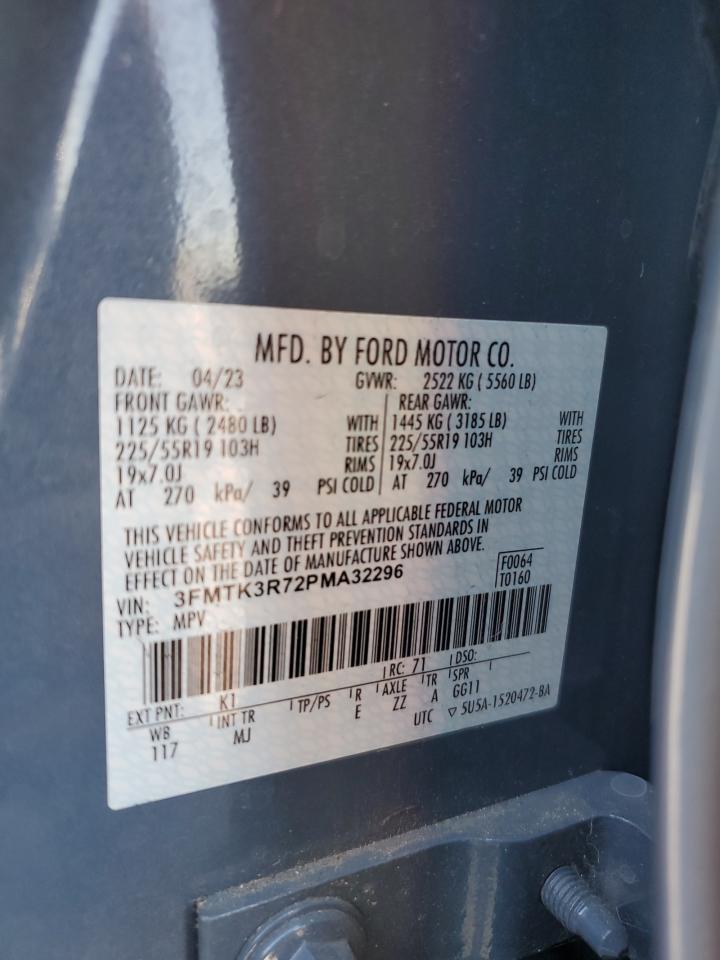 MFD. BY FORD MOTOR CO.
DATE: 04/23 GVWR: 2522 KG ( 5560 LB)
FRONT GAWR: REAR GAWR:
1125 KG ( 2480 LB) WITH 1445 KG ( 3185 LB) WITH
225/55R19 103H TIRES 225/55R19 103H TIRES
19x7.0J RIMS 19x7.0J RIMS
AT 270 kPa/ 39 PSI COLD AT 270 kPa/ 39 PSI COLD
THIS VEHICLE CONFORMS TO ALL APPLICABLE FEDERAL MOTOR
VEHICLE SAFETY AND THEFT PREVENTION STANDARDS IN
EFFECT ON THE DATE OF MANUFACTURE SHOWN ABOVE.
VIN: 3FMTK3R72PMA32296 F0064
TYPE: MPV T0160
EXT PNT: K1 RC: 71 DSO:
WB INT TR TP/PS R AXLE TR SPR
117 MJ E ZZ A GG11
UTC ▽ 5U5A-1520472-BA